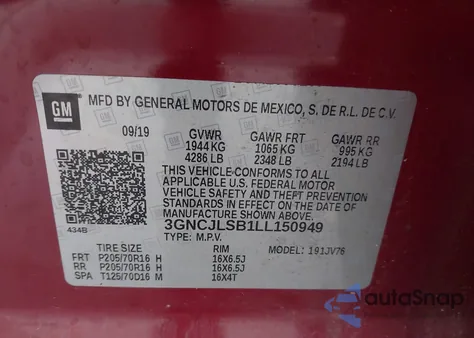 GM
MFD BY GENERAL MOTORS DE MEXICO, S. DE R.L. DE C.V.
09/19 GVWR GAWR FRT GAWR RR
1944 KG 1065 KG 995 KG
4286 LB 2348 LB 2194 LB
THIS VEHICLE CONFORMS TO ALL
APPLICABLE U.S. FEDERAL MOTOR
VEHICLE SAFETY AND THEFT PREVENTION
STANDARDS IN EFFECT ON THE DATE OF
MANUFACTURE SHOWN ABOVE.
434B
3GNCJLSB1LL150949
TYPE: M.P.V. MODEL: 191JV76
TIRE SIZE RIM
FRT P205/70R16 H 16X6.5J
RR P205/70R16 H 16X6.5J
SPA T125/70D16 M 16X4T
autoSnap